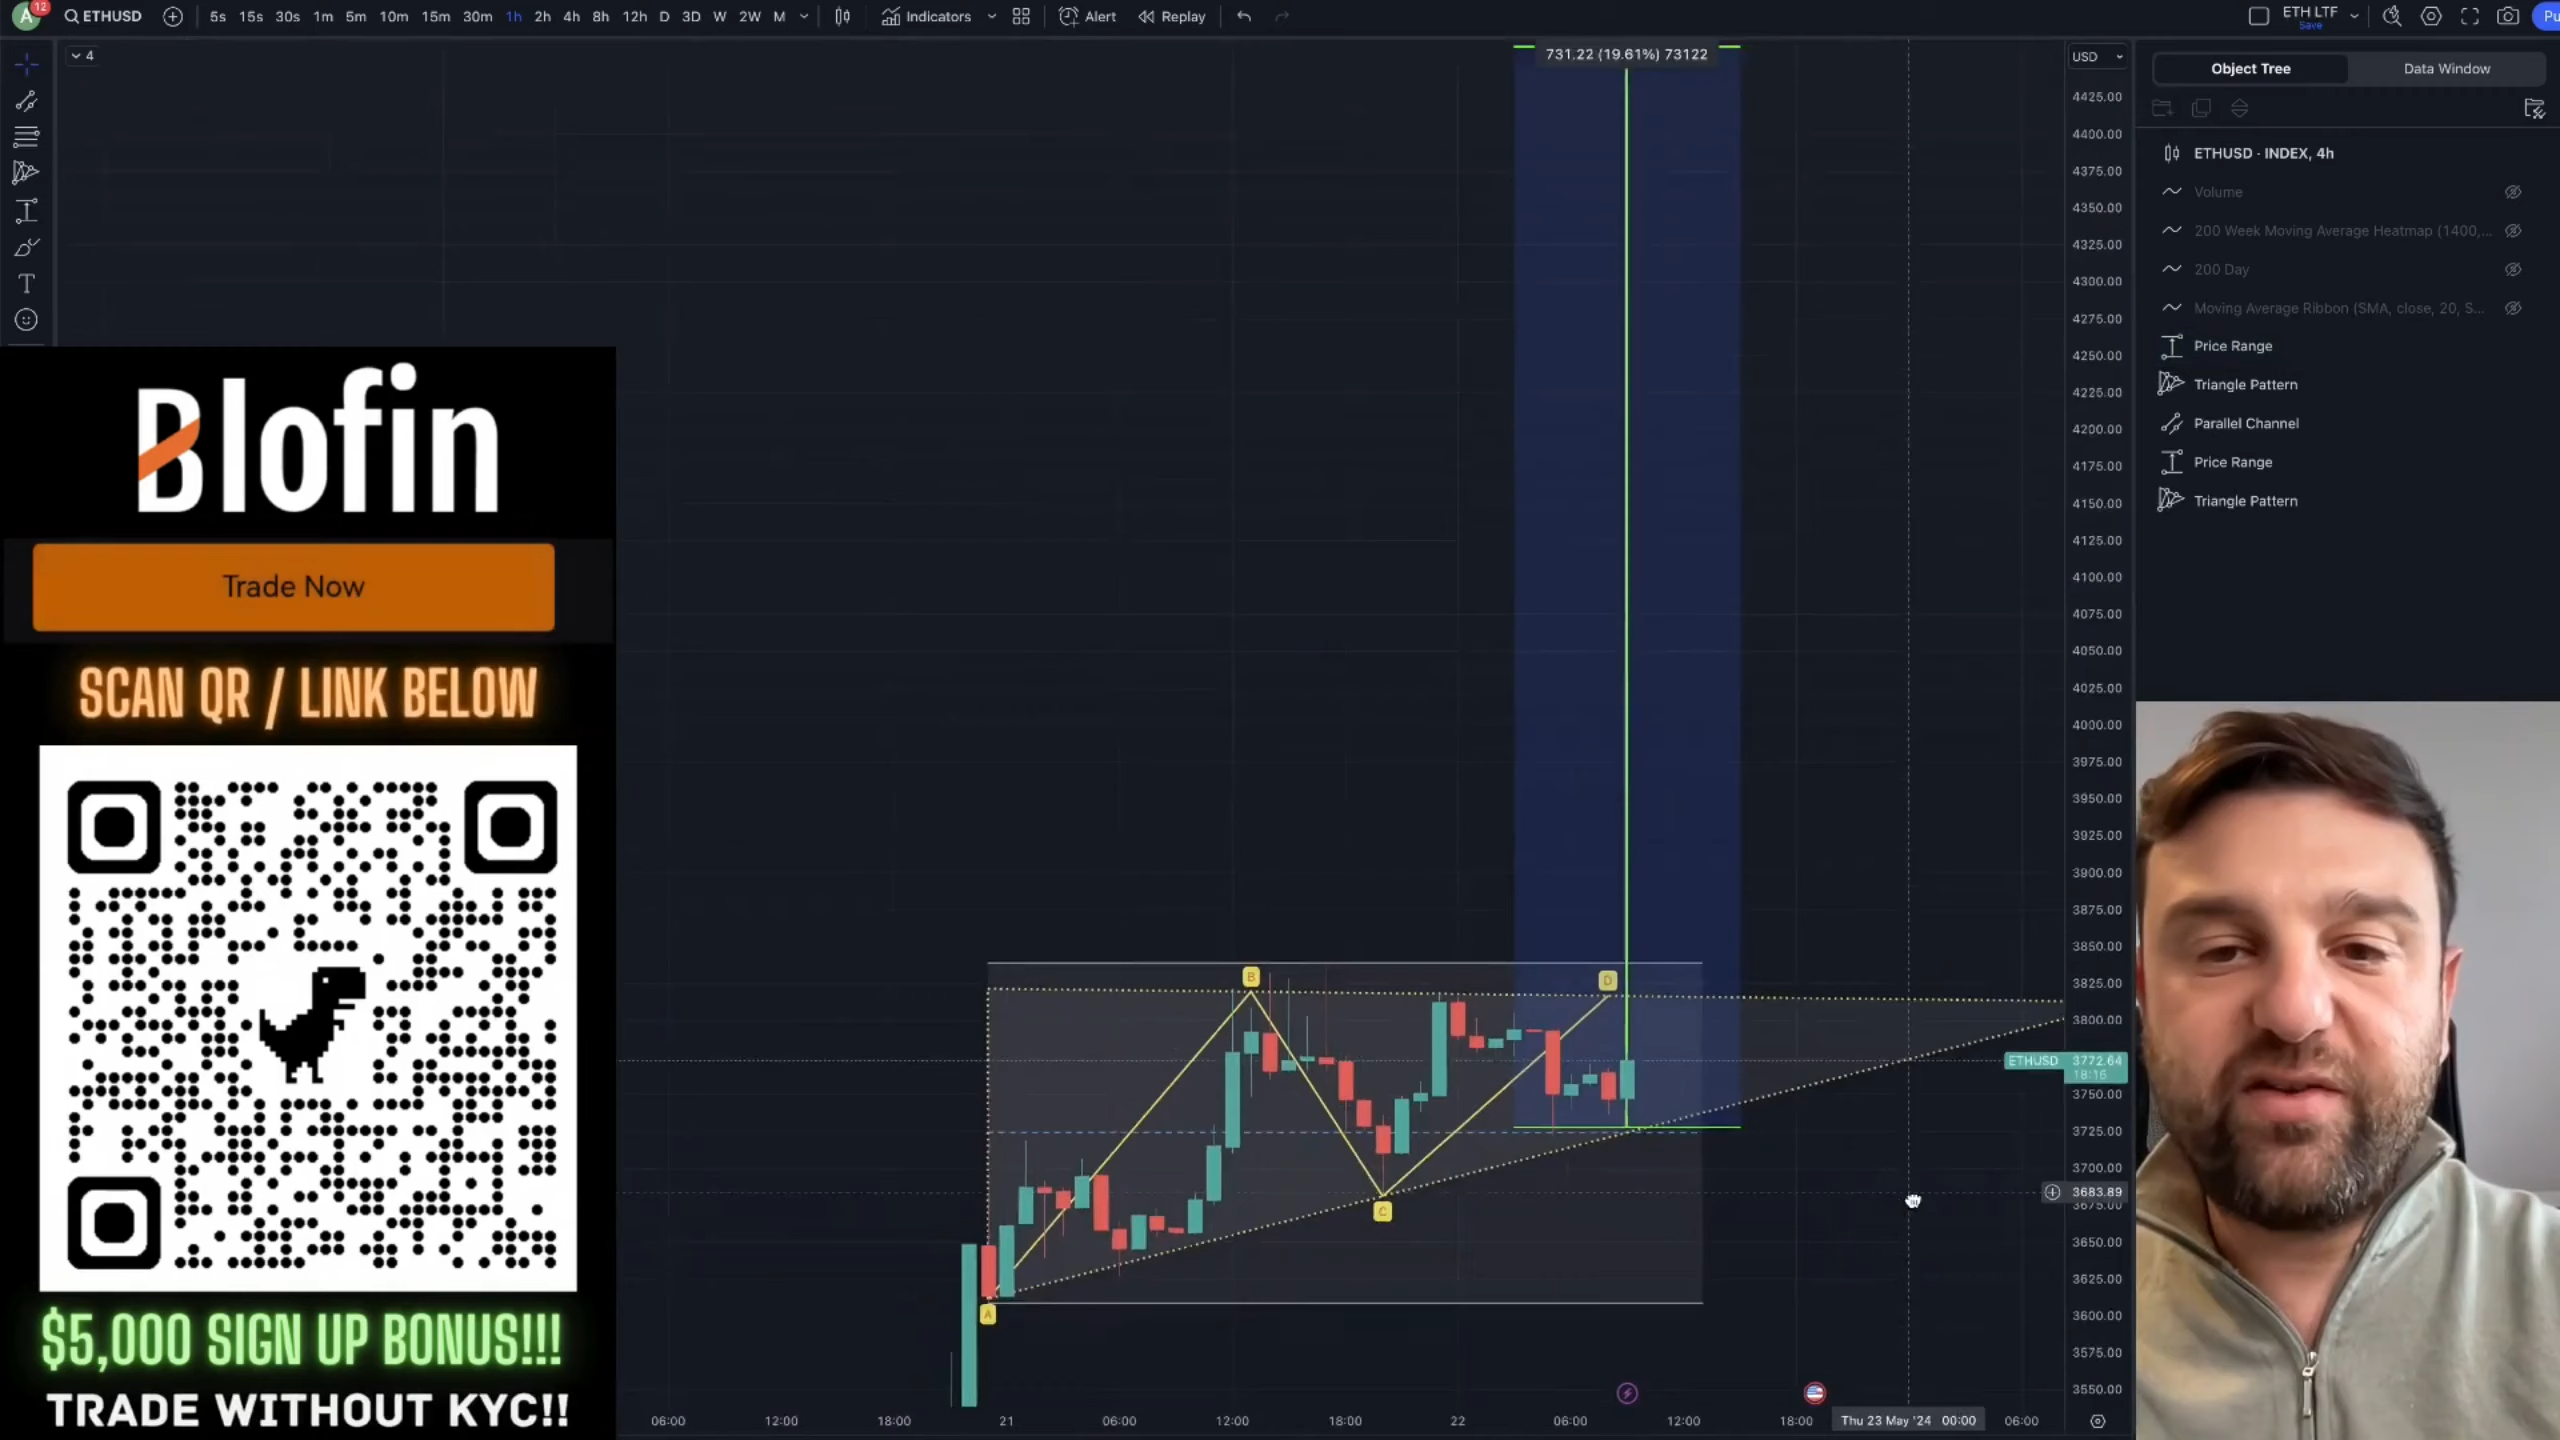 A 12 ETHUSD 5s 15s 30s 1m 5m 10m 15m 30m 1h 2h 4h 8h 12h D 3D W 2W M Indicators Alert Replay ETH LTF Pu
Save
4
731.22 (19.61%) 73122
USD
Object Tree Data Window
ETHUSD · INDEX, 4h
Volume
200 Week Moving Average Heatmap (1400,...
200 Day
Moving Average Ribbon (SMA, close, 20, S...
Price Range
Triangle Pattern
Parallel Channel
Price Range
Triangle Pattern
4425.00
4400.00
4375.00
4350.00
4325.00
4300.00
4275.00
4250.00
4225.00
4200.00
4175.00
4150.00
4125.00
4100.00
4075.00
4050.00
4025.00
4000.00
3975.00
3950.00
3925.00
3900.00
3875.00
3850.00
3825.00
3800.00
ETHUSD 3772.64
18:16
3750.00
3725.00
3700.00
3683.89
3675.00
3650.00
3625.00
3600.00
3575.00
3550.00
B
D
C
A
Blofin
Trade Now
SCAN QR / LINK BELOW
$5,000 SIGN UP BONUS!!!
TRADE WITHOUT KYC!!
06:00 12:00 18:00 21 06:00 12:00 18:00 22 06:00 12:00 18:00 Thu 23 May '24 00:00 06:00